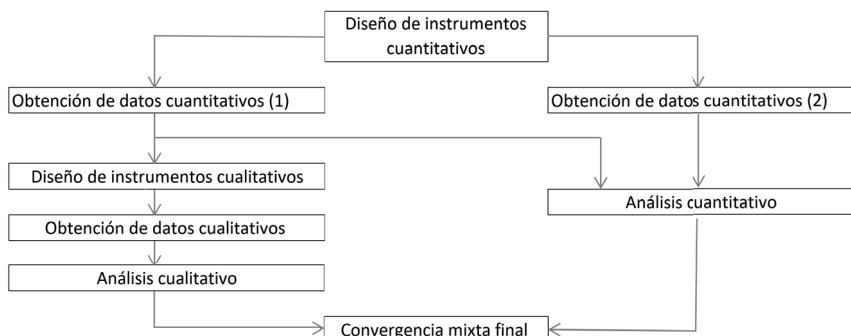 Diseño de instrumentos
cuantitativos
Obtención de datos cuantitativos (1)
Obtención de datos cuantitativos (2)
Diseño de instrumentos cualitativos
Análisis cuantitativo
Obtención de datos cualitativos
Análisis cualitativo
Convergencia mixta final